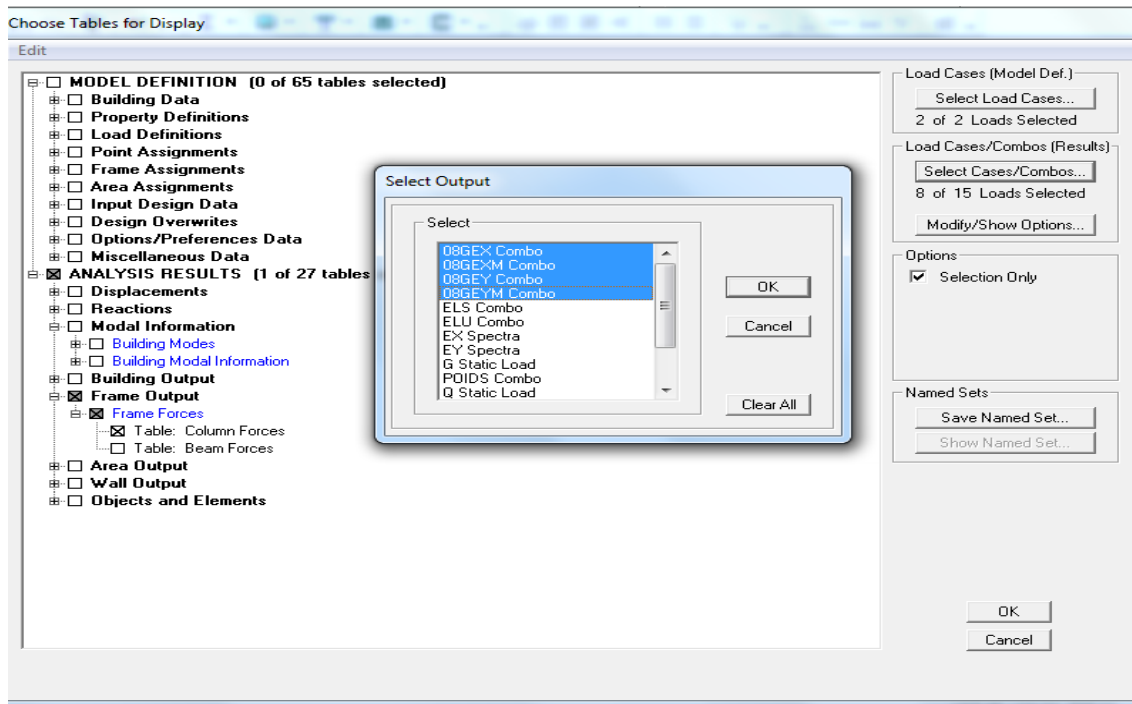 Choose Tables for Display
Edit
MODEL DEFINITION (0 of 65 tables selected)
Building Data
Property Definitions
Load Definitions
Point Assignments
Frame Assignments
Area Assignments
Input Design Data
Design Overwrites
Options/Preferences Data
Miscellaneous Data
ANALYSIS RESULTS (1 of 27 tables
Displacements
Reactions
Modal Information
Building Modes
Building Modal Information
Building Output
Frame Output
Frame Forces
Table: Column Forces
Table: Beam Forces
Area Output
Wall Output
Objects and Elements
Select Output
Select
08GEX Combo
08GEXM Combo
08GEY Combo
08GEYM Combo
ELS Combo
ELU Combo
EX Spectra
EY Spectra
G Static Load
POIDS Combo
Q Static Load
OK
Cancel
Clear All
Load Cases (Model Def.)
Select Load Cases...
2 of 2 Loads Selected
Load Cases/Combos (Results)
Select Cases/Combos...
8 of 15 Loads Selected
Modify/Show Options...
Options
Selection Only
Named Sets
Save Named Set...
Show Named Set...
OK
Cancel